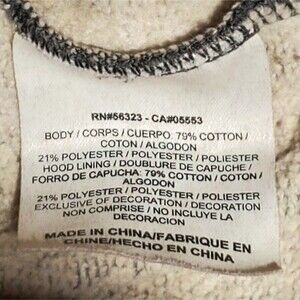 RN#56323 - CA#05553
BODY / CORPS / CUERPO: 79% COTTON /
COTON / ALGODON
21% POLYESTER / POLYESTER / POLIESTER
HOOD LINING / DOUBLURE DE CAPUCHE /
FORRO DE CAPUCHA: 79% COTTON / COTON /
ALGODON
21% POLYESTER / POLYESTER / POLIESTER
EXCLUSIVE OF DECORATION / DECORATION
NON COMPRISE / NO INCLUYE LA
DECORACION
MADE IN CHINA/FABRIQUE EN
CHINE/HECHO EN CHINA